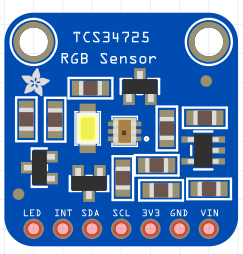 TCS34725
RGB Sensor
LED INT SDA SCL 3V3 GND VIN